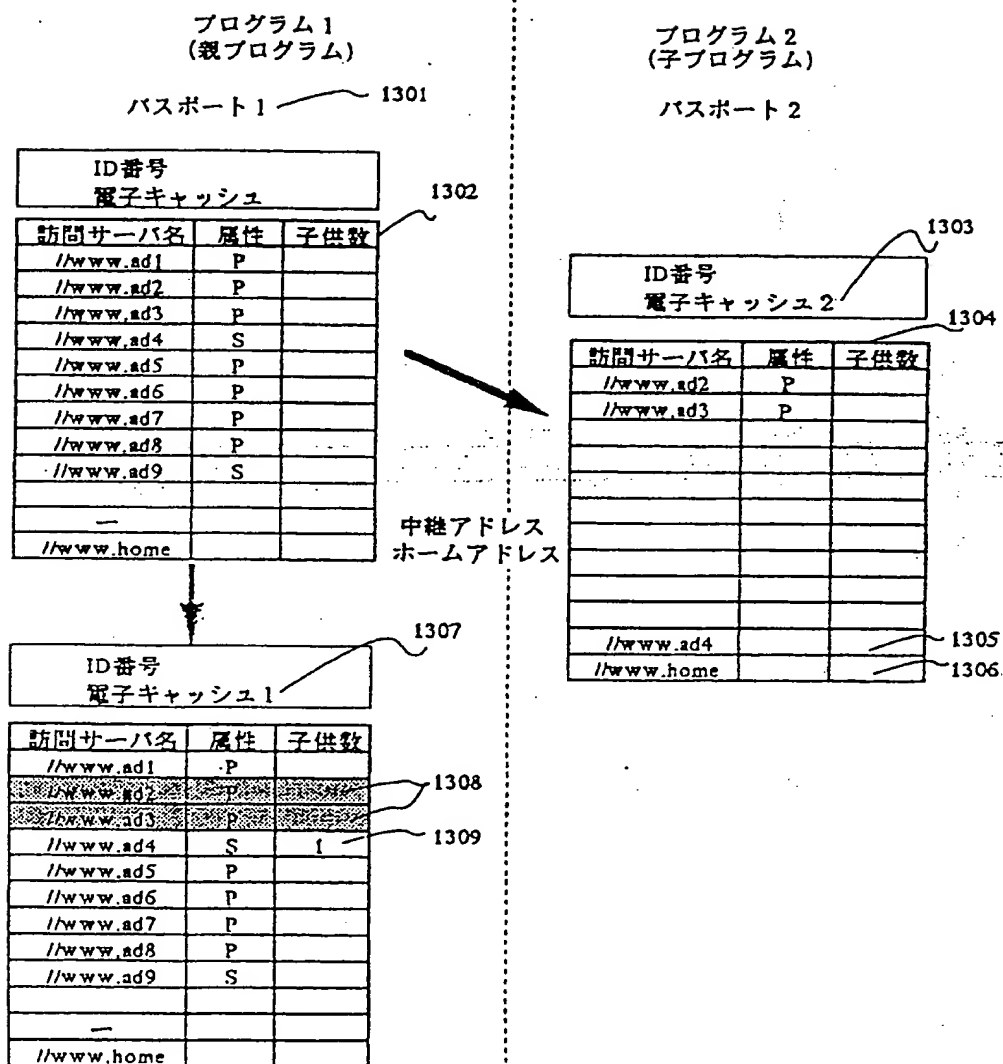 プログラム1
(親プログラム)
パスポート1
1301
ID番号
電子キャッシュ
1302
訪問サーバ名 属性 子供数
//www.ad1 P
//www.ad2 P
//www.ad3 P
//www.ad4 S
//www.ad5 P
//www.ad6 P
//www.ad7 P
//www.ad8 P
//www.ad9 S
—
//www.home
中継アドレス
ホームアドレス
プログラム2
(子プログラム)
パスポート2
1303
ID番号
電子キャッシュ2
1304
訪問サーバ名 属性 子供数
//www.ad2 P
//www.ad3 P
//www.ad4
1305
//www.home
1306
1307
ID番号
電子キャッシュ1
訪問サーバ名 属性 子供数
//www.ad1 P
//www.ad2 P
//www.ad3 P
1308
//www.ad4 S 1
1309
//www.ad5 P
//www.ad6 P
//www.ad7 P
//www.ad8 P
//www.ad9 S
—
//www.home